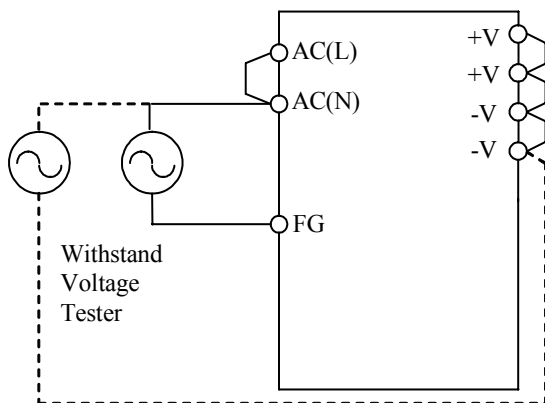 AC(L)
AC(N)
FG
+V
+V
-V
-V
Withstand
Voltage
Tester